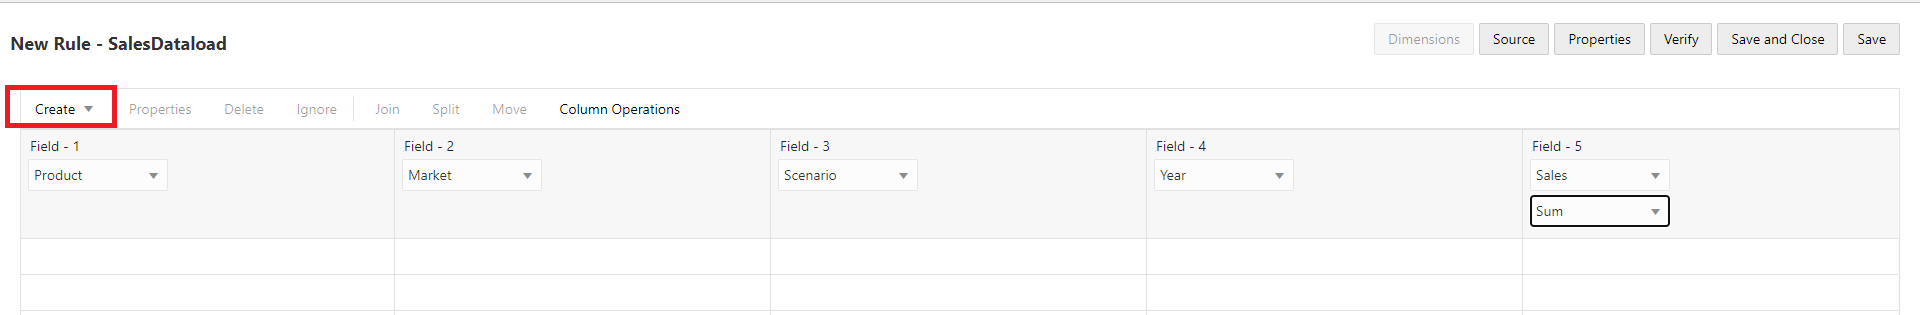 New Rule - SalesDataload
Dimensions Source Properties Verify Save and Close Save
Create Properties Delete Ignore Join Split Move Column Operations
Field - 1 Field - 2 Field - 3 Field - 4 Field - 5
Product Market Scenario Year Sales
Sum